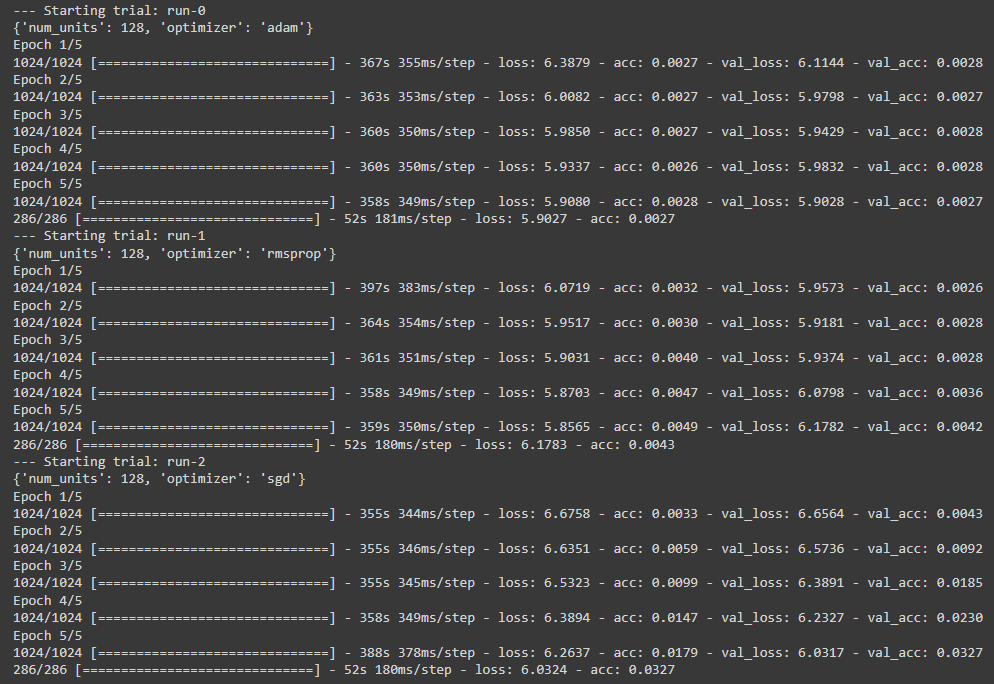 --- Starting trial: run-0
{'num_units': 128, 'optimizer': 'adam'}
Epoch 1/5
1024/1024 [==============================] - 367s 355ms/step - loss: 6.3879 - acc: 0.0027 - val_loss: 6.1144 - val_acc: 0.0028
Epoch 2/5
1024/1024 [==============================] - 363s 353ms/step - loss: 6.0082 - acc: 0.0027 - val_loss: 5.9798 - val_acc: 0.0027
Epoch 3/5
1024/1024 [==============================] - 360s 350ms/step - loss: 5.9850 - acc: 0.0027 - val_loss: 5.9429 - val_acc: 0.0028
Epoch 4/5
1024/1024 [==============================] - 360s 350ms/step - loss: 5.9337 - acc: 0.0026 - val_loss: 5.9832 - val_acc: 0.0028
Epoch 5/5
1024/1024 [==============================] - 358s 349ms/step - loss: 5.9080 - acc: 0.0028 - val_loss: 5.9028 - val_acc: 0.0027
286/286 [==============================] - 52s 181ms/step - loss: 5.9027 - acc: 0.0027
--- Starting trial: run-1
{'num_units': 128, 'optimizer': 'rmsprop'}
Epoch 1/5
1024/1024 [==============================] - 397s 383ms/step - loss: 6.0719 - acc: 0.0032 - val_loss: 5.9573 - val_acc: 0.0026
Epoch 2/5
1024/1024 [==============================] - 364s 354ms/step - loss: 5.9517 - acc: 0.0030 - val_loss: 5.9181 - val_acc: 0.0028
Epoch 3/5
1024/1024 [==============================] - 361s 351ms/step - loss: 5.9031 - acc: 0.0040 - val_loss: 5.9374 - val_acc: 0.0028
Epoch 4/5
1024/1024 [==============================] - 358s 349ms/step - loss: 5.8703 - acc: 0.0047 - val_loss: 6.0798 - val_acc: 0.0036
Epoch 5/5
1024/1024 [==============================] - 359s 350ms/step - loss: 5.8565 - acc: 0.0049 - val_loss: 6.1782 - val_acc: 0.0042
286/286 [==============================] - 52s 180ms/step - loss: 6.1783 - acc: 0.0043
--- Starting trial: run-2
{'num_units': 128, 'optimizer': 'sgd'}
Epoch 1/5
1024/1024 [==============================] - 355s 344ms/step - loss: 6.6758 - acc: 0.0033 - val_loss: 6.6564 - val_acc: 0.0043
Epoch 2/5
1024/1024 [==============================] - 355s 346ms/step - loss: 6.6351 - acc: 0.0059 - val_loss: 6.5736 - val_acc: 0.0092
Epoch 3/5
1024/1024 [==============================] - 355s 345ms/step - loss: 6.5323 - acc: 0.0099 - val_loss: 6.3891 - val_acc: 0.0185
Epoch 4/5
1024/1024 [==============================] - 358s 349ms/step - loss: 6.3894 - acc: 0.0147 - val_loss: 6.2327 - val_acc: 0.0230
Epoch 5/5
1024/1024 [==============================] - 388s 378ms/step - loss: 6.2637 - acc: 0.0179 - val_loss: 6.0317 - val_acc: 0.0327
286/286 [==============================] - 52s 180ms/step - loss: 6.0324 - acc: 0.0327